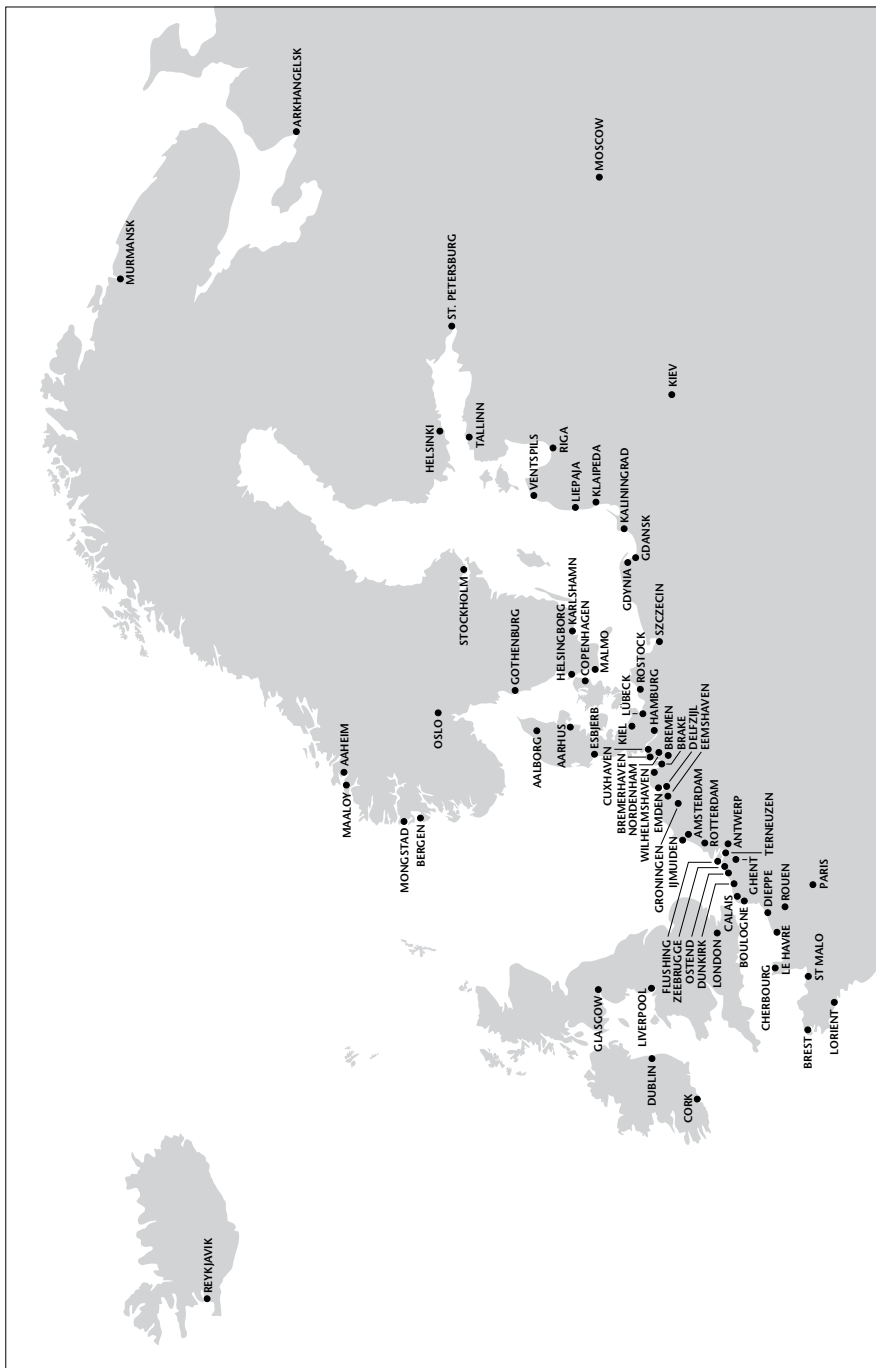 REYKJAVIK
MURMANSK
ARKHANGELSK
MAALOY
AAHEIM
MONGSTAD
BERGEN
OSLO
HELSINKI
ST. PETERSBURG
TALLINN
STOCKHOLM
GOTHENBURG
VENTSPILS
RIGA
LIEPAJA
KLAIPEDA
MOSCOW
AALBORG
AARHUS
ESBJERB
HELSINGBORG
KARLSHAMN
COPENHAGEN
MALMO
KALININGRAD
GDYNIA
GDANSK
KIEV
GLASGOW
LIVERPOOL
DUBLIN
CORK
KIEL
LÜBECK
ROSTOCK
HAMBURG
SZCZECIN
CUXHAVEN
BREMERHAVEN
NORDENHAM
WILHELMSHAVEN
EMDEN
BREMEN
BRAKE
DELFZIJL
EEMSHAVEN
GRONINGEN
IJMUIDEN
AMSTERDAM
ROTTERDAM
ANTWERP
TERNEUZEN
FLUSHING
ZEEBRUGGE
OSTEND
DUNKIRK
LONDON
CALAIS
BOULOGNE
GHENT
DIEPPE
ROUEN
PARIS
CHERBOURG
LE HAVRE
ST MALO
BREST
LORIENT